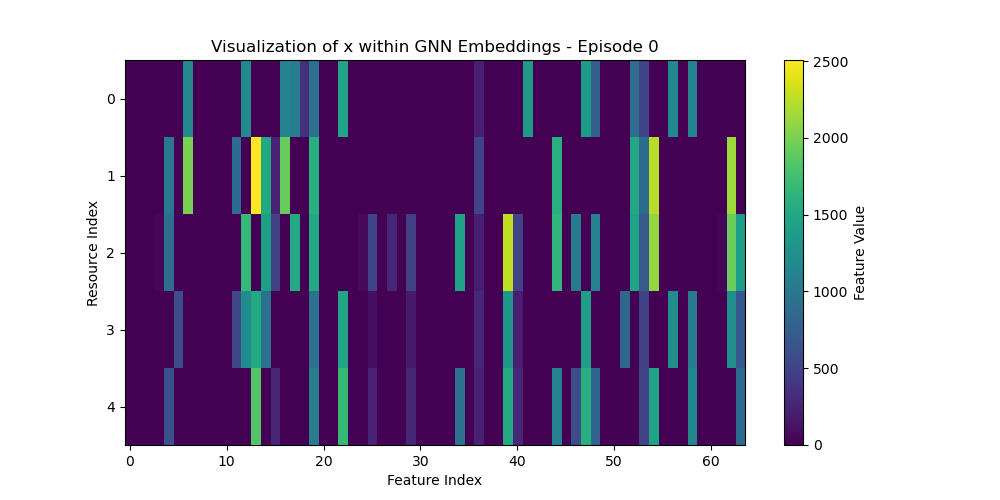 Visualization of x within GNN Embeddings - Episode 0
Resource Index
0
1
2
3
4
0 10 20 30 40 50 60
Feature Index
2500
2000
1500
1000
500
0
Feature Value